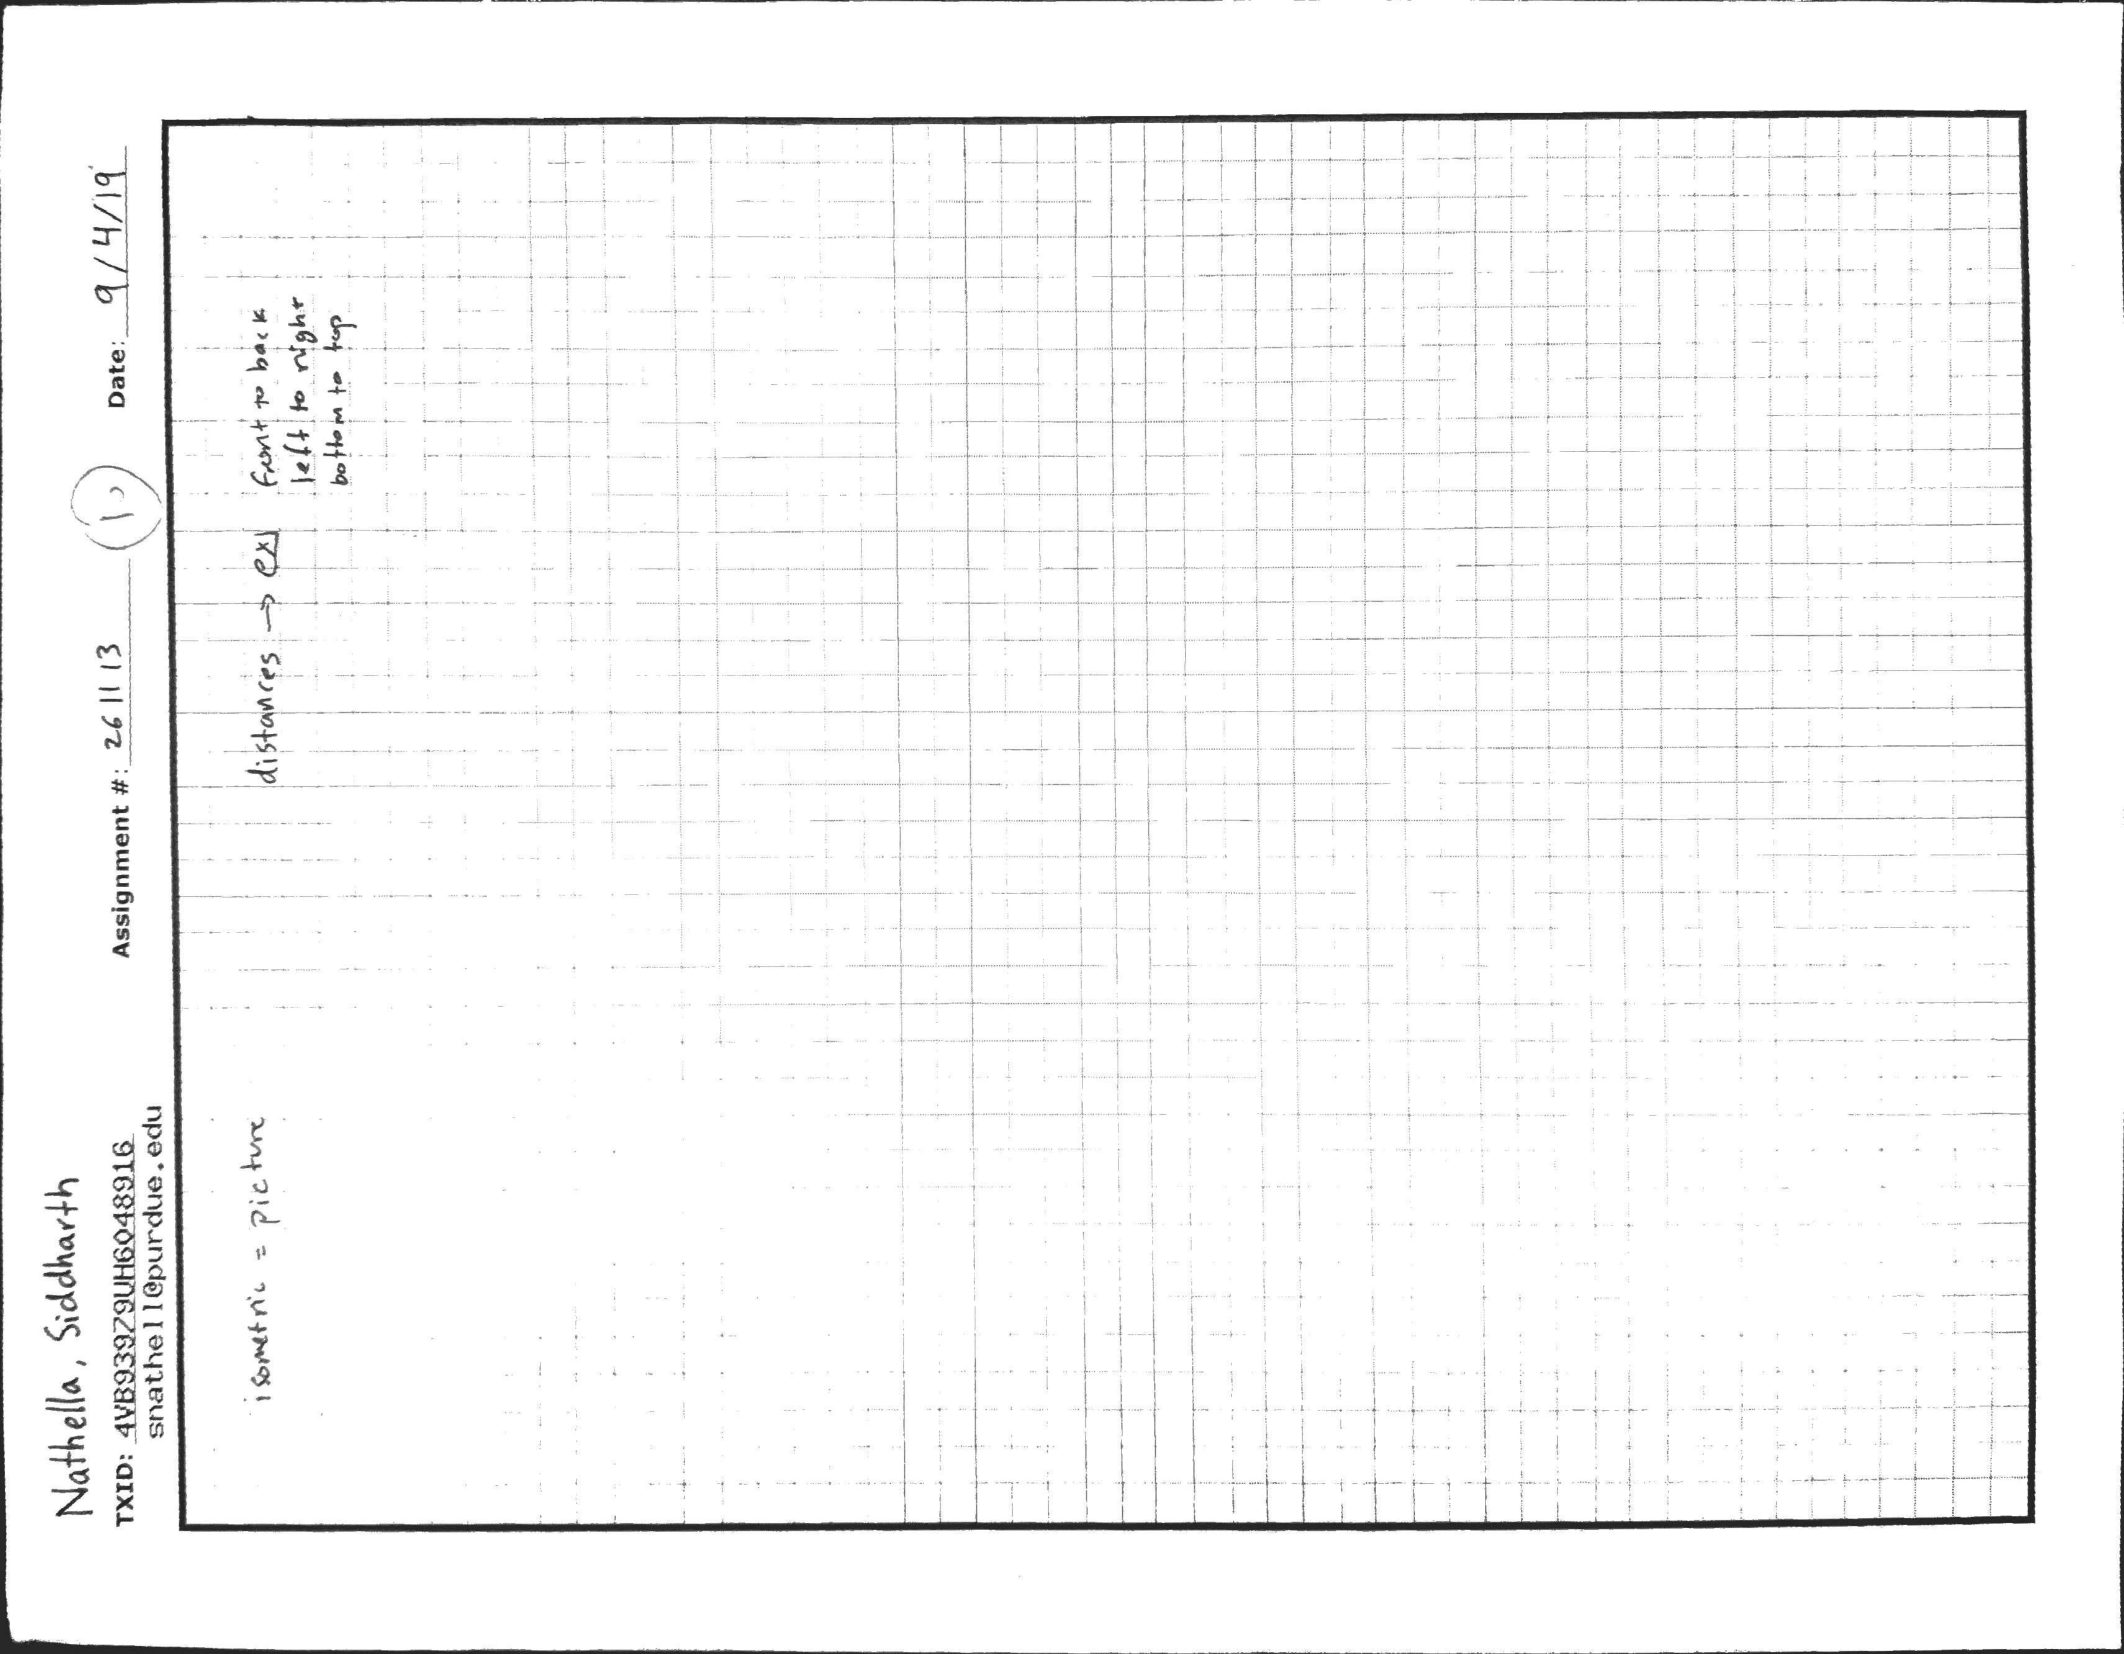 Nathella, Siddharth
TXID: 4VB93979UH6048916 Assignment #: 26 11 13 Date: 9/4/19
snathell@purdue.edu
isometric = picture distances → ex] front to back
left to right
bottom to top